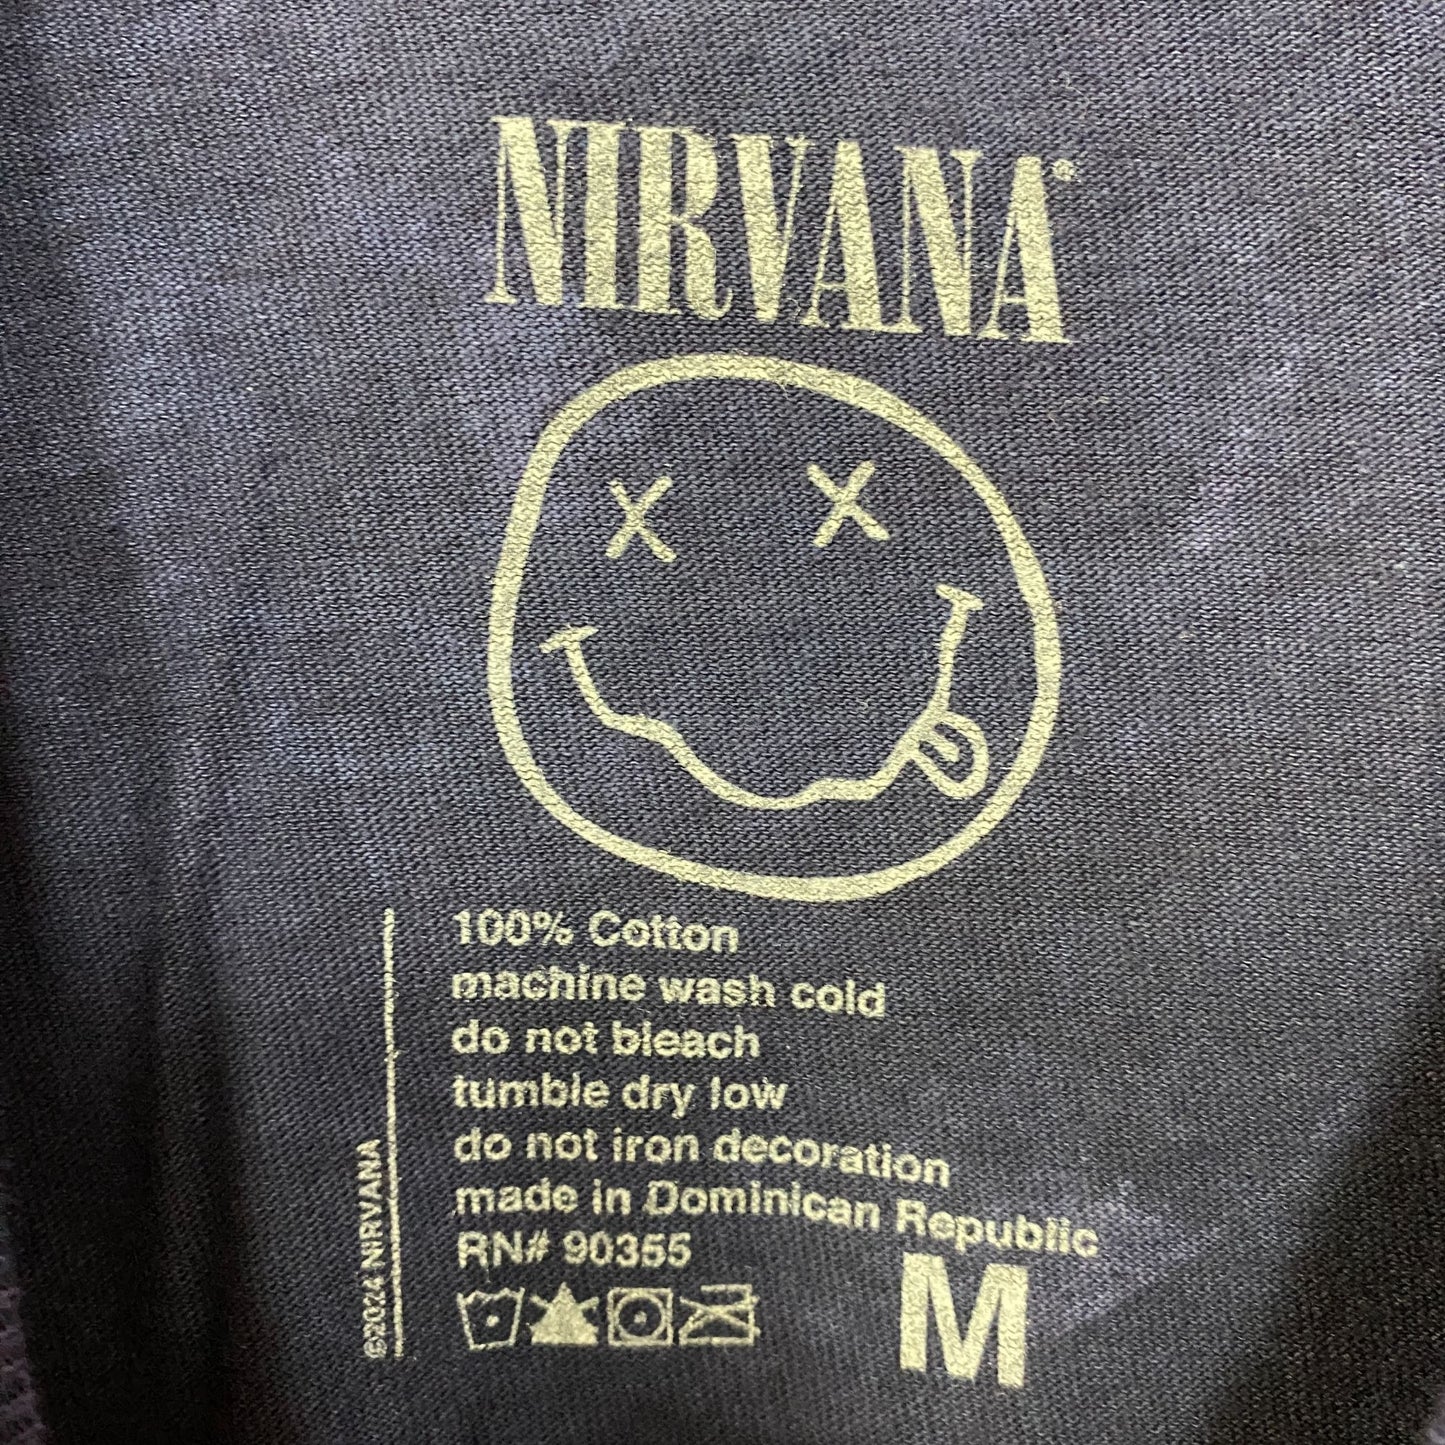 NIRVANA®
100% Cotton
machine wash cold
do not bleach
tumble dry low
do not iron decoration
made in Dominican Republic
RN# 90355
M
©2024 NIRVANA